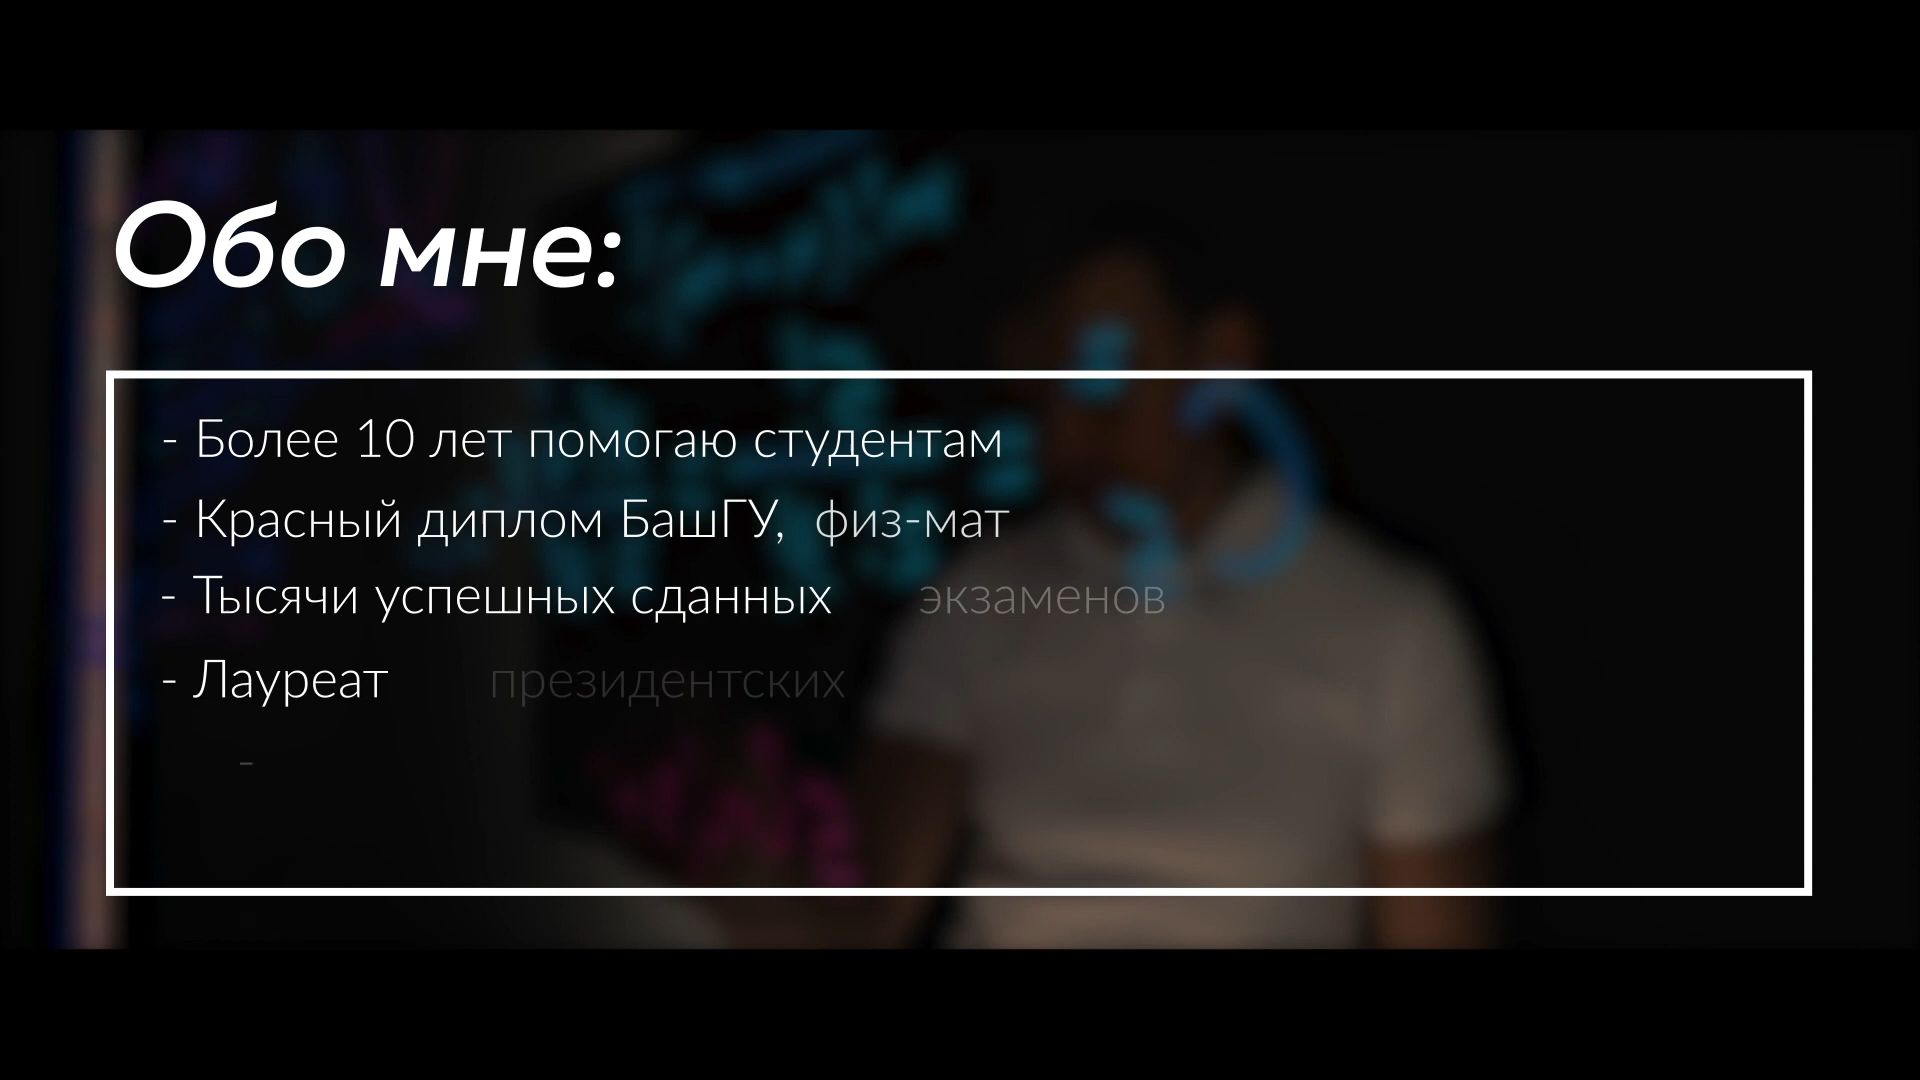 Обо мне:
- Более 10 лет помогаю студентам
- Красный диплом БашГУ, физ-мат
- Тысячи успешных сданных экзаменов
- Лауреат президентских
-